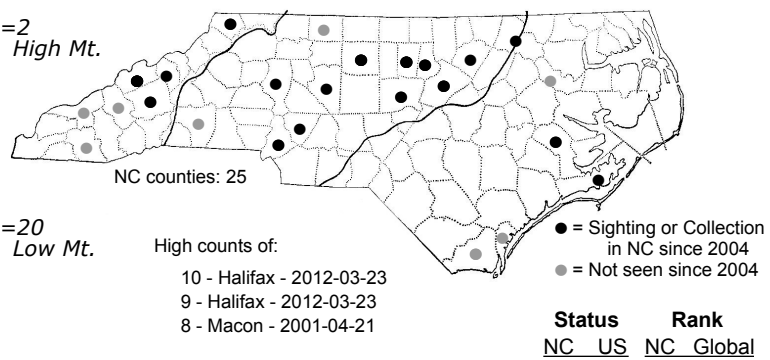 =2
High Mt.
NC counties: 25
=20
Low Mt.
High counts of:
10 - Halifax - 2012-03-23
9 - Halifax - 2012-03-23
8 - Macon - 2001-04-21
● = Sighting or Collection
in NC since 2004
● = Not seen since 2004
Status Rank
NC US NC Global